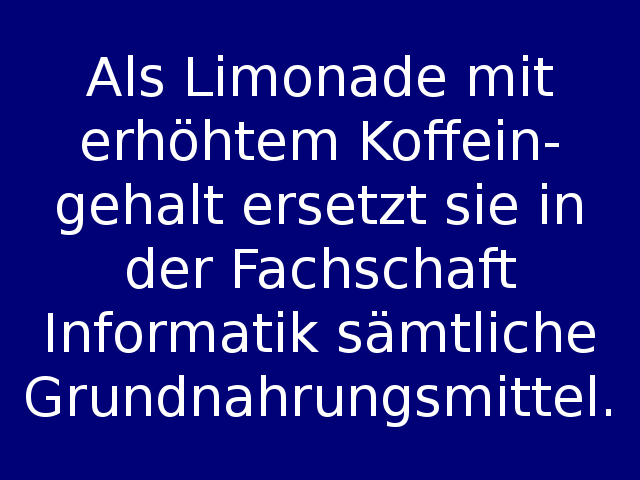 Als Limonade mit
erhöhtem Koffein-
gehalt ersetzt sie in
der Fachschaft
Informatik sämtliche
Grundnahrungsmittel.